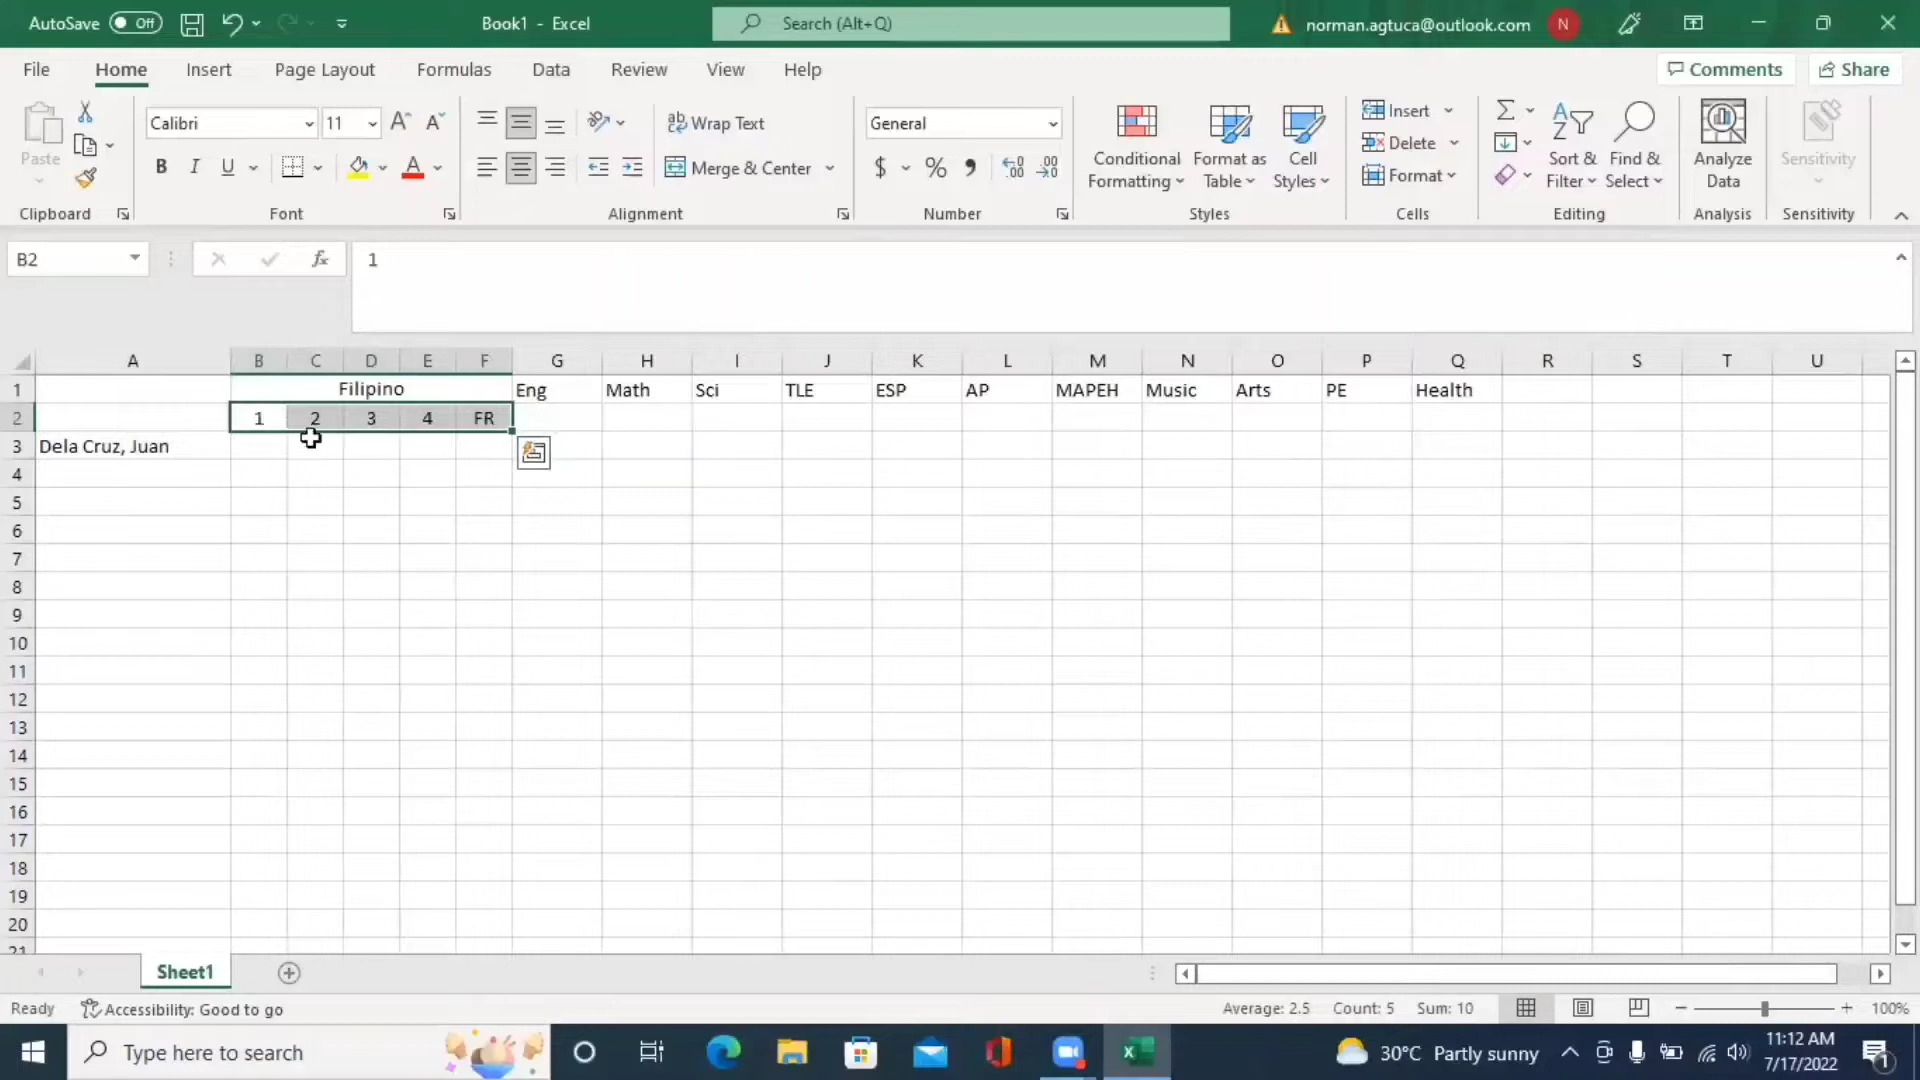 AutoSave Off Book1 - Excel Search (Alt+Q) norman.agtuca@outlook.com N
File Home Insert Page Layout Formulas Data Review View Help Comments Share
Paste Calibri 11 A A Wrap Text General Conditional Formatting Format as Table Cell Styles Insert Sort & Filter Find & Select Analyze Data Sensitivity
B I U A Merge & Center $ % Delete
Format
Clipboard Font Alignment Number Styles Cells Editing Analysis Sensitivity
B2 fx 1
A B C D E F G H I J K L M N O P Q R S T U
1 Filipino Eng Math Sci TLE ESP AP MAPEH Music Arts PE Health
2 1 2 3 4 FR
3 Dela Cruz, Juan
4
5
6
7
8
9
10
11
12
13
14
15
16
17
18
19
20
21
Sheet1
Ready Accessibility: Good to go Average: 2.5 Count: 5 Sum: 10 100%
Type here to search 30°C Partly sunny 11:12 AM
7/17/2022 1